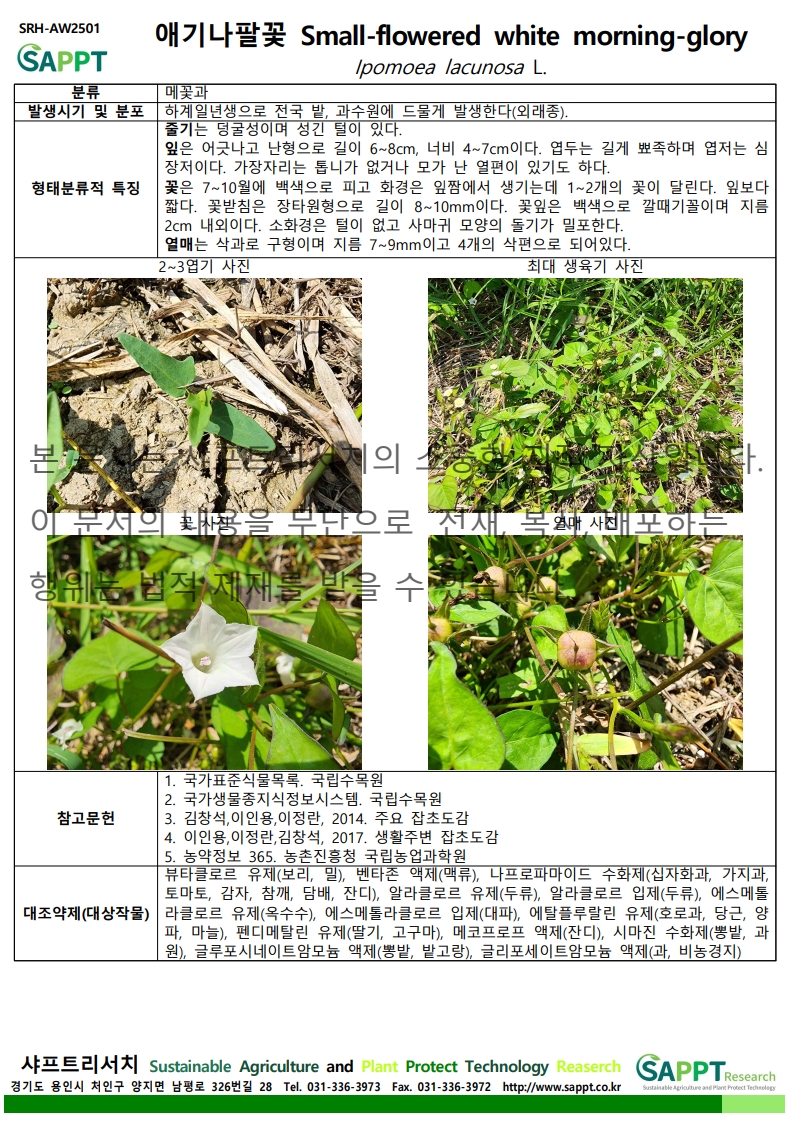 SRH-AW2501
애기나팔꽃 Small-flowered white morning-glory
SAPPT
Ipomoea lacunosa L.
분류
메꽃과
발생시기 및 분포
하계일년생으로 전국 밭, 과수원에 드물게 발생한다(외래종).
형태분류적 특징
줄기는 덩굴성이며 성긴 털이 있다.
잎은 어긋나고 난형으로 길이 6~8cm, 너비 4~7cm이다. 엽두는 길게 뾰족하며 엽저는 심
장저이다. 가장자리는 톱니가 없거나 모가 난 열편이 있기도 하다.
꽃은 7~10월에 백색으로 피고 화경은 잎짬에서 생기는데 1~2개의 꽃이 달린다. 잎보다
짧다. 꽃받침은 장타원형으로 길이 8~10mm이다. 꽃잎은 백색으로 깔때기꼴이며 지름
2cm 내외이다. 소화경은 털이 없고 사마귀 모양의 돌기가 밀포한다.
열매는 삭과로 구형이며 지름 7~9mm이고 4개의 삭편으로 되어있다.
2~3엽기 사진
최대 생육기 사진
꽃 사진
열매 사진
본 문서는 샤프트리서치의 소중한
이 문서의 내용을 무단으로 전재, 복사, 배포하는
행위는 법적 제재를 받을 수 있습니다
참고문헌
1. 국가표준식물목록. 국립수목원
2. 국가생물종지식정보시스템. 국립수목원
3. 김창석,이인용,이정란, 2014. 주요 잡초도감
4. 이인용,이정란,김창석, 2017. 생활주변 잡초도감
5. 농약정보 365. 농촌진흥청 국립농업과학원
대조약제(대상작물)
뷰타클로르 유제(보리, 밀), 벤타존 액제(맥류), 나프로파마이드 수화제(십자화과, 가지과,
토마토, 감자, 참깨, 담배, 잔디), 알라클로르 유제(두류), 알라클로르 입제(두류), 에스메톨
라클로르 유제(옥수수), 에스메톨라클로르 입제(대파), 에탈플루랄린 유제(호로과, 당근, 양
파, 마늘), 펜디메탈린 유제(딸기, 고구마), 메코프로프 액제(잔디), 시마진 수화제(뽕밭, 과
원), 글루포시네이트암모늄 액제(뽕밭, 밭고랑), 글리포세이트암모늄 액제(과, 비농경지)
샤프트리서치 Sustainable Agriculture and Plant Protect Technology Reaserch
경기도 용인시 처인구 양지면 남평로 326번길 28 Tel. 031-336-3973 Fax. 031-336-3972 http://www.sappt.co.kr
SAPPT Research
Sustainable Agriculture and Plant Protect Technology